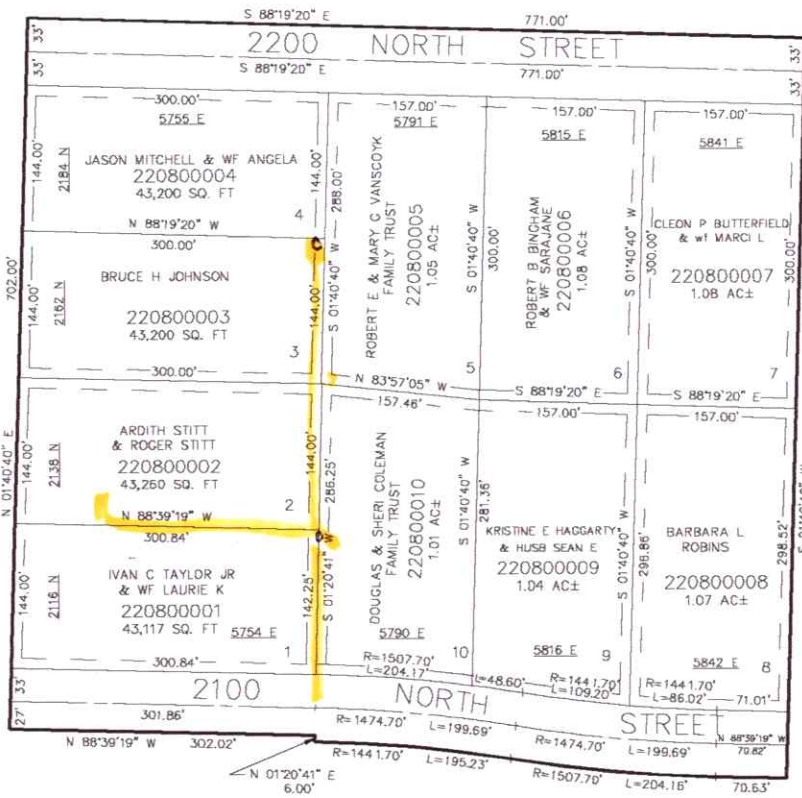 S 88°19'20" E 771.00'
33' 2200 NORTH STREET 33'
33' S 88°19'20" E 771.00' 33'
300.00'
5755 E
JASON MITCHELL & WF ANGELA
220800004
43,200 SQ. FT
144.00'
2184 N
144.00'
4
N 88°19'20" W
300.00'
BRUCE H JOHNSON
220800003
43,200 SQ. FT
144.00'
2162 N
144.00'
3
300.00'
702.00'
N 01°40'40" E
ARDITH STITT
& ROGER STITT
220800002
43,260 SQ. FT
144.00'
2138 N
144.00'
2
N 88°39'19" W
300.84'
IVAN C TAYLOR JR
& WF LAURIE K
220800001
43,117 SQ. FT 5754 E
144.00'
2116 N
142.25'
1
300.84'
157.00'
5791 E
288.00'
S 01°40'40" W
ROBERT E & MARY C VANSCOYK
FAMILY TRUST
220800005
1.05 AC±
5
N 83°57'05" W
157.46'
S 01°40'40" W
300.00'
157.00'
5815 E
ROBERT B BINGHAM
& WF SARAJANE
220800006
1.08 AC±
6
S 88°19'20" E
157.00'
S 01°40'40" W
300.00'
157.00'
5841 E
CLEON P BUTTERFIELD
& wf MARCI L
220800007
1.08 AC±
300.00'
7
S 88°19'20" E
157.00'
286.25'
S 01°20'41" W
DOUGLAS & SHERI COLEMAN
FAMILY TRUST
220800010
1.01 AC±
5790 E
10
R=1507.70'
L=204.17'
S 01°40'40" W
281.36'
KRISTINE E HAGGARTY
& HUSB SEAN E
220800009
1.04 AC±
5816 E 9
L=48.60' R=1441.70'
L=109.20'
S 01°40'40" W
298.86'
BARBARA L
ROBINS
220800008
1.07 AC±
5842 E 8
298.52'
R=1441.70'
L=86.02' 71.01'
33' 2100 NORTH STREET
27' 301.86' R=1474.70' L=199.69' R=1474.70' L=199.69' N 88°39'19" W
70.82'
N 88°39'19" W 302.02' R=1441.70' L=195.23' R=1507.70' L=204.16' 70.63'
N 01°20'41" E
6.00'